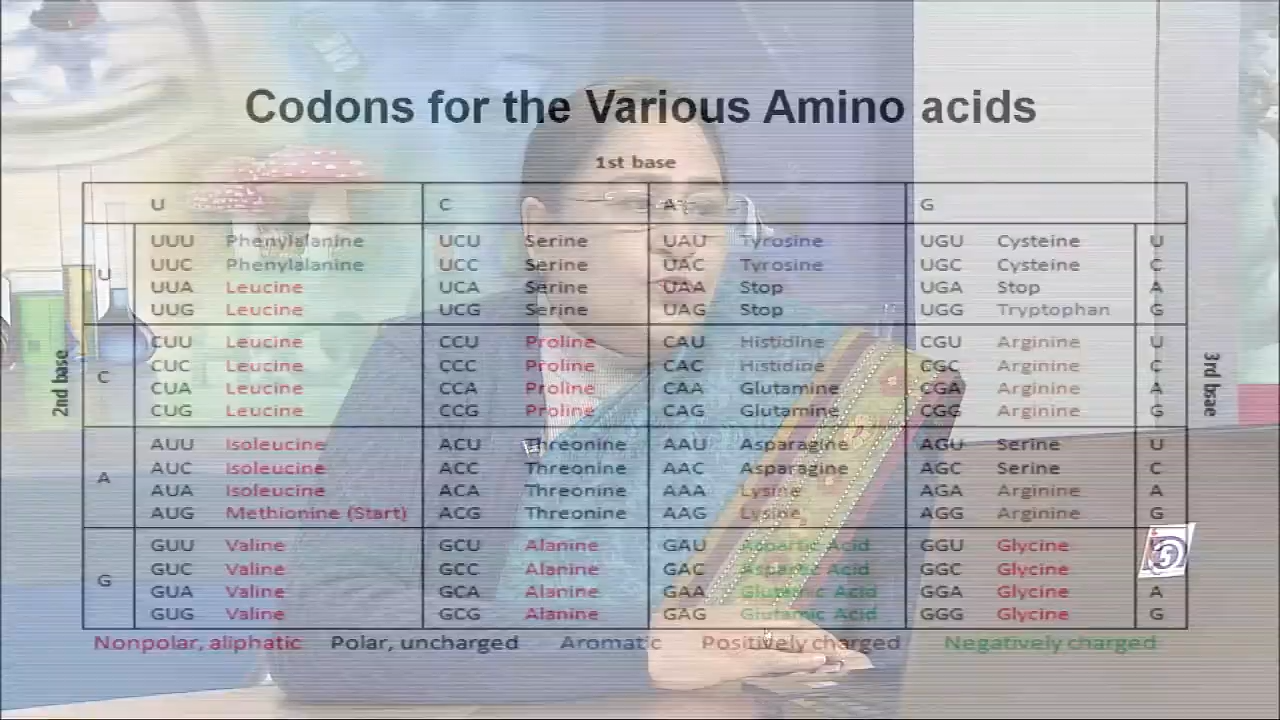 Codons for the Various Amino acids
1st base
U C A G
UUU Phenylalanine UCU Serine UAU Tyrosine UGU Cysteine U
UUC Phenylalanine UCC Serine UAC Tyrosine UGC Cysteine C
U
UUA Leucine UCA Serine UAA Stop UGA Stop A
UUG Leucine UCG Serine UAG Stop UGG Tryptophan G
CUU Leucine CCU Proline CAU Histidine CGU Arginine U
CUC Leucine CCC Proline CAC Histidine CGC Arginine C
2nd base
C
3rd bsae
CUA Leucine CCA Proline CAA Glutamine CGA Arginine A
CUG Leucine CCG Proline CAG Glutamine CGG Arginine G
AUU Isoleucine ACU Threonine AAU Asparagine AGU Serine U
AUC Isoleucine ACC Threonine AAC Asparagine AGC Serine C
A
AUA Isoleucine ACA Threonine AAA Lysine AGA Arginine A
AUG Methionine (Start) ACG Threonine AAG Lysine AGG Arginine G
GUU Valine GCU Alanine GAU Aspartic Acid GGU Glycine
GUC Valine GCC Alanine GAC Aspartic Acid GGC Glycine
G
GUA Valine GCA Alanine GAA Glutamic Acid GGA Glycine A
GUG Valine GCG Alanine GAG Glutamic Acid GGG Glycine G
Nonpolar, aliphatic Polar, uncharged Aromatic Positively charged Negatively charged